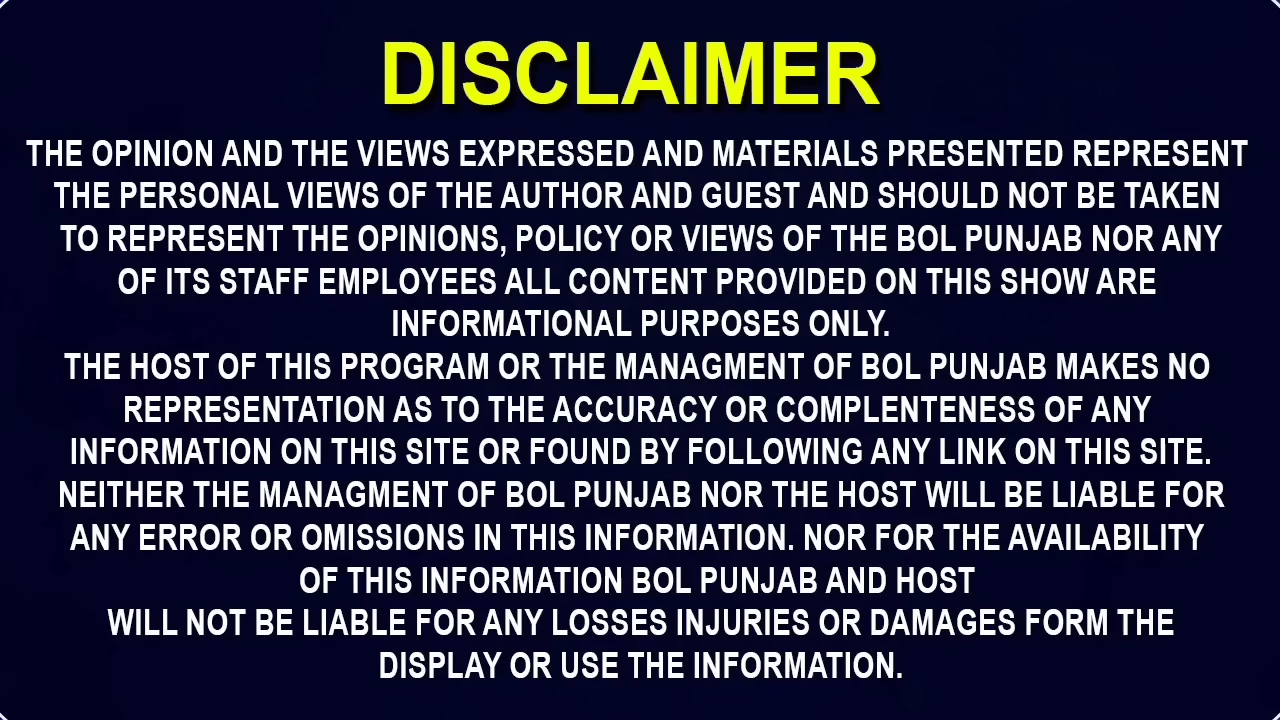 DISCLAIMER
THE OPINION AND THE VIEWS EXPRESSED AND MATERIALS PRESENTED REPRESENT
THE PERSONAL VIEWS OF THE AUTHOR AND GUEST AND SHOULD NOT BE TAKEN
TO REPRESENT THE OPINIONS, POLICY OR VIEWS OF THE BOL PUNJAB NOR ANY
OF ITS STAFF EMPLOYEES ALL CONTENT PROVIDED ON THIS SHOW ARE
INFORMATIONAL PURPOSES ONLY.
THE HOST OF THIS PROGRAM OR THE MANAGMENT OF BOL PUNJAB MAKES NO
REPRESENTATION AS TO THE ACCURACY OR COMPLENTENESS OF ANY
INFORMATION ON THIS SITE OR FOUND BY FOLLOWING ANY LINK ON THIS SITE.
NEITHER THE MANAGMENT OF BOL PUNJAB NOR THE HOST WILL BE LIABLE FOR
ANY ERROR OR OMISSIONS IN THIS INFORMATION. NOR FOR THE AVAILABILITY
OF THIS INFORMATION BOL PUNJAB AND HOST
WILL NOT BE LIABLE FOR ANY LOSSES INJURIES OR DAMAGES FORM THE
DISPLAY OR USE THE INFORMATION.